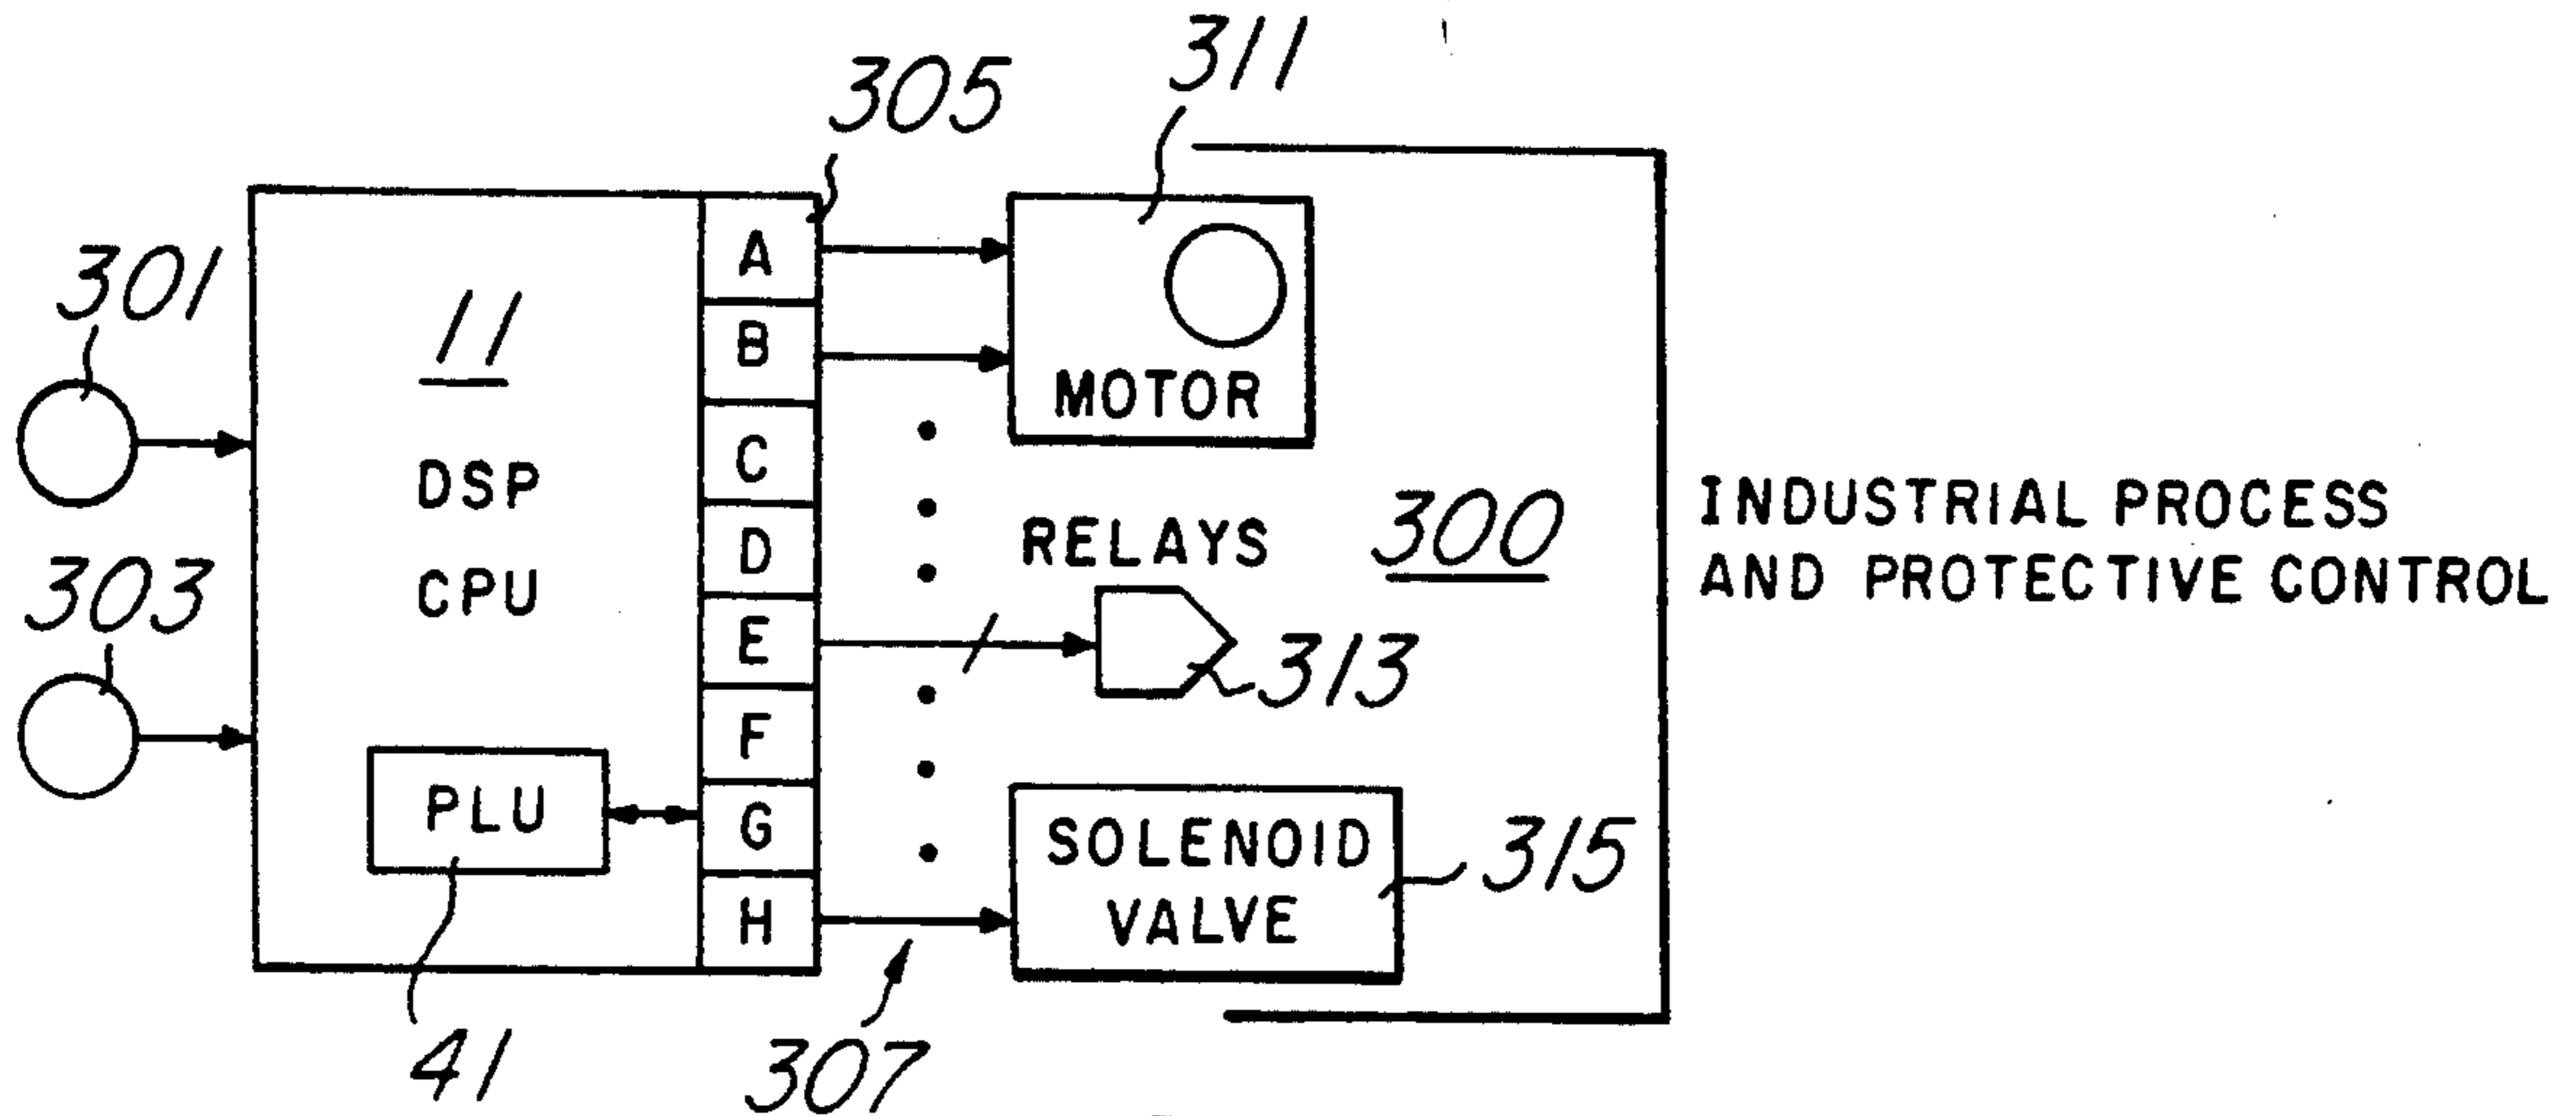 311
305
301
11
A
B
MOTOR
DSP
C
CPU
D
RELAYS
300
INDUSTRIAL PROCESS
AND PROTECTIVE CONTROL
303
E
313
F
PLU
G
SOLENOID
VALVE
315
H
41
307